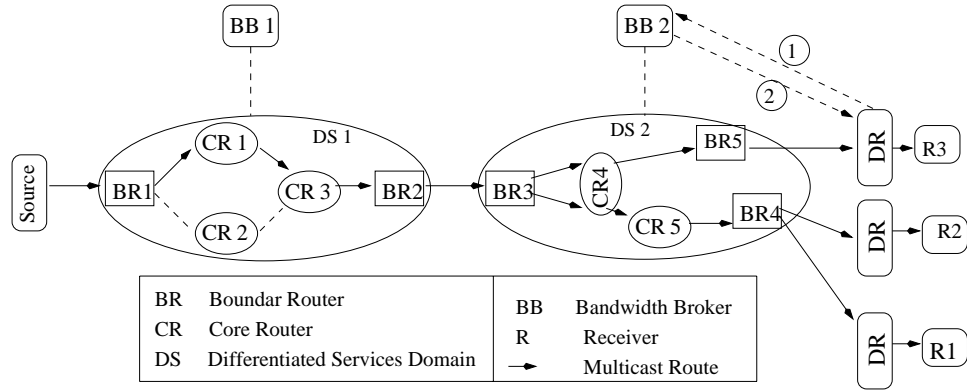 BB 1
BB 2
1
2
DS 1
DS 2
CR 1
CR 2
CR 3
BR1
BR2
Source
BR3
CR4
CR 5
BR5
BR4
DR
R3
DR
R2
DR
R1
BR Boundar Router
CR Core Router
DS Differentiated Services Domain
BB Bandwidth Broker
R Receiver
Multicast Route